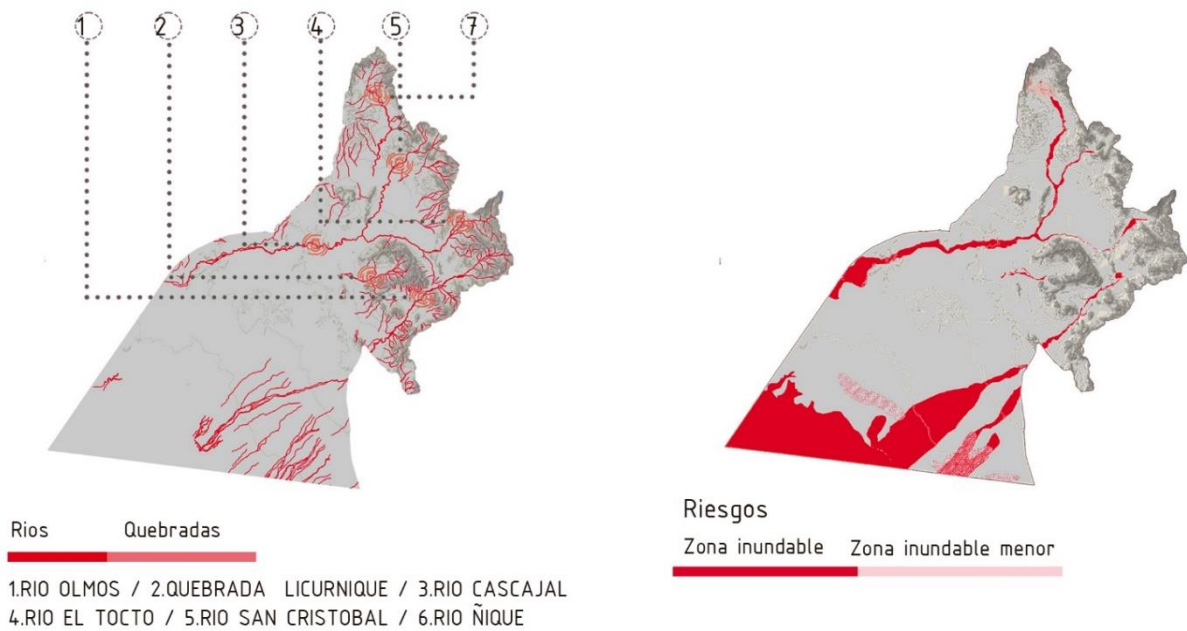 1 2 3 4 5 7
Rios Quebradas
1.RIO OLMOS / 2.QUEBRADA LICURNIQUE / 3.RIO CASCAJAL
4.RIO EL TOCTO / 5.RIO SAN CRISTOBAL / 6.RIO ÑIQUE
Riesgos
Zona inundable Zona inundable menor